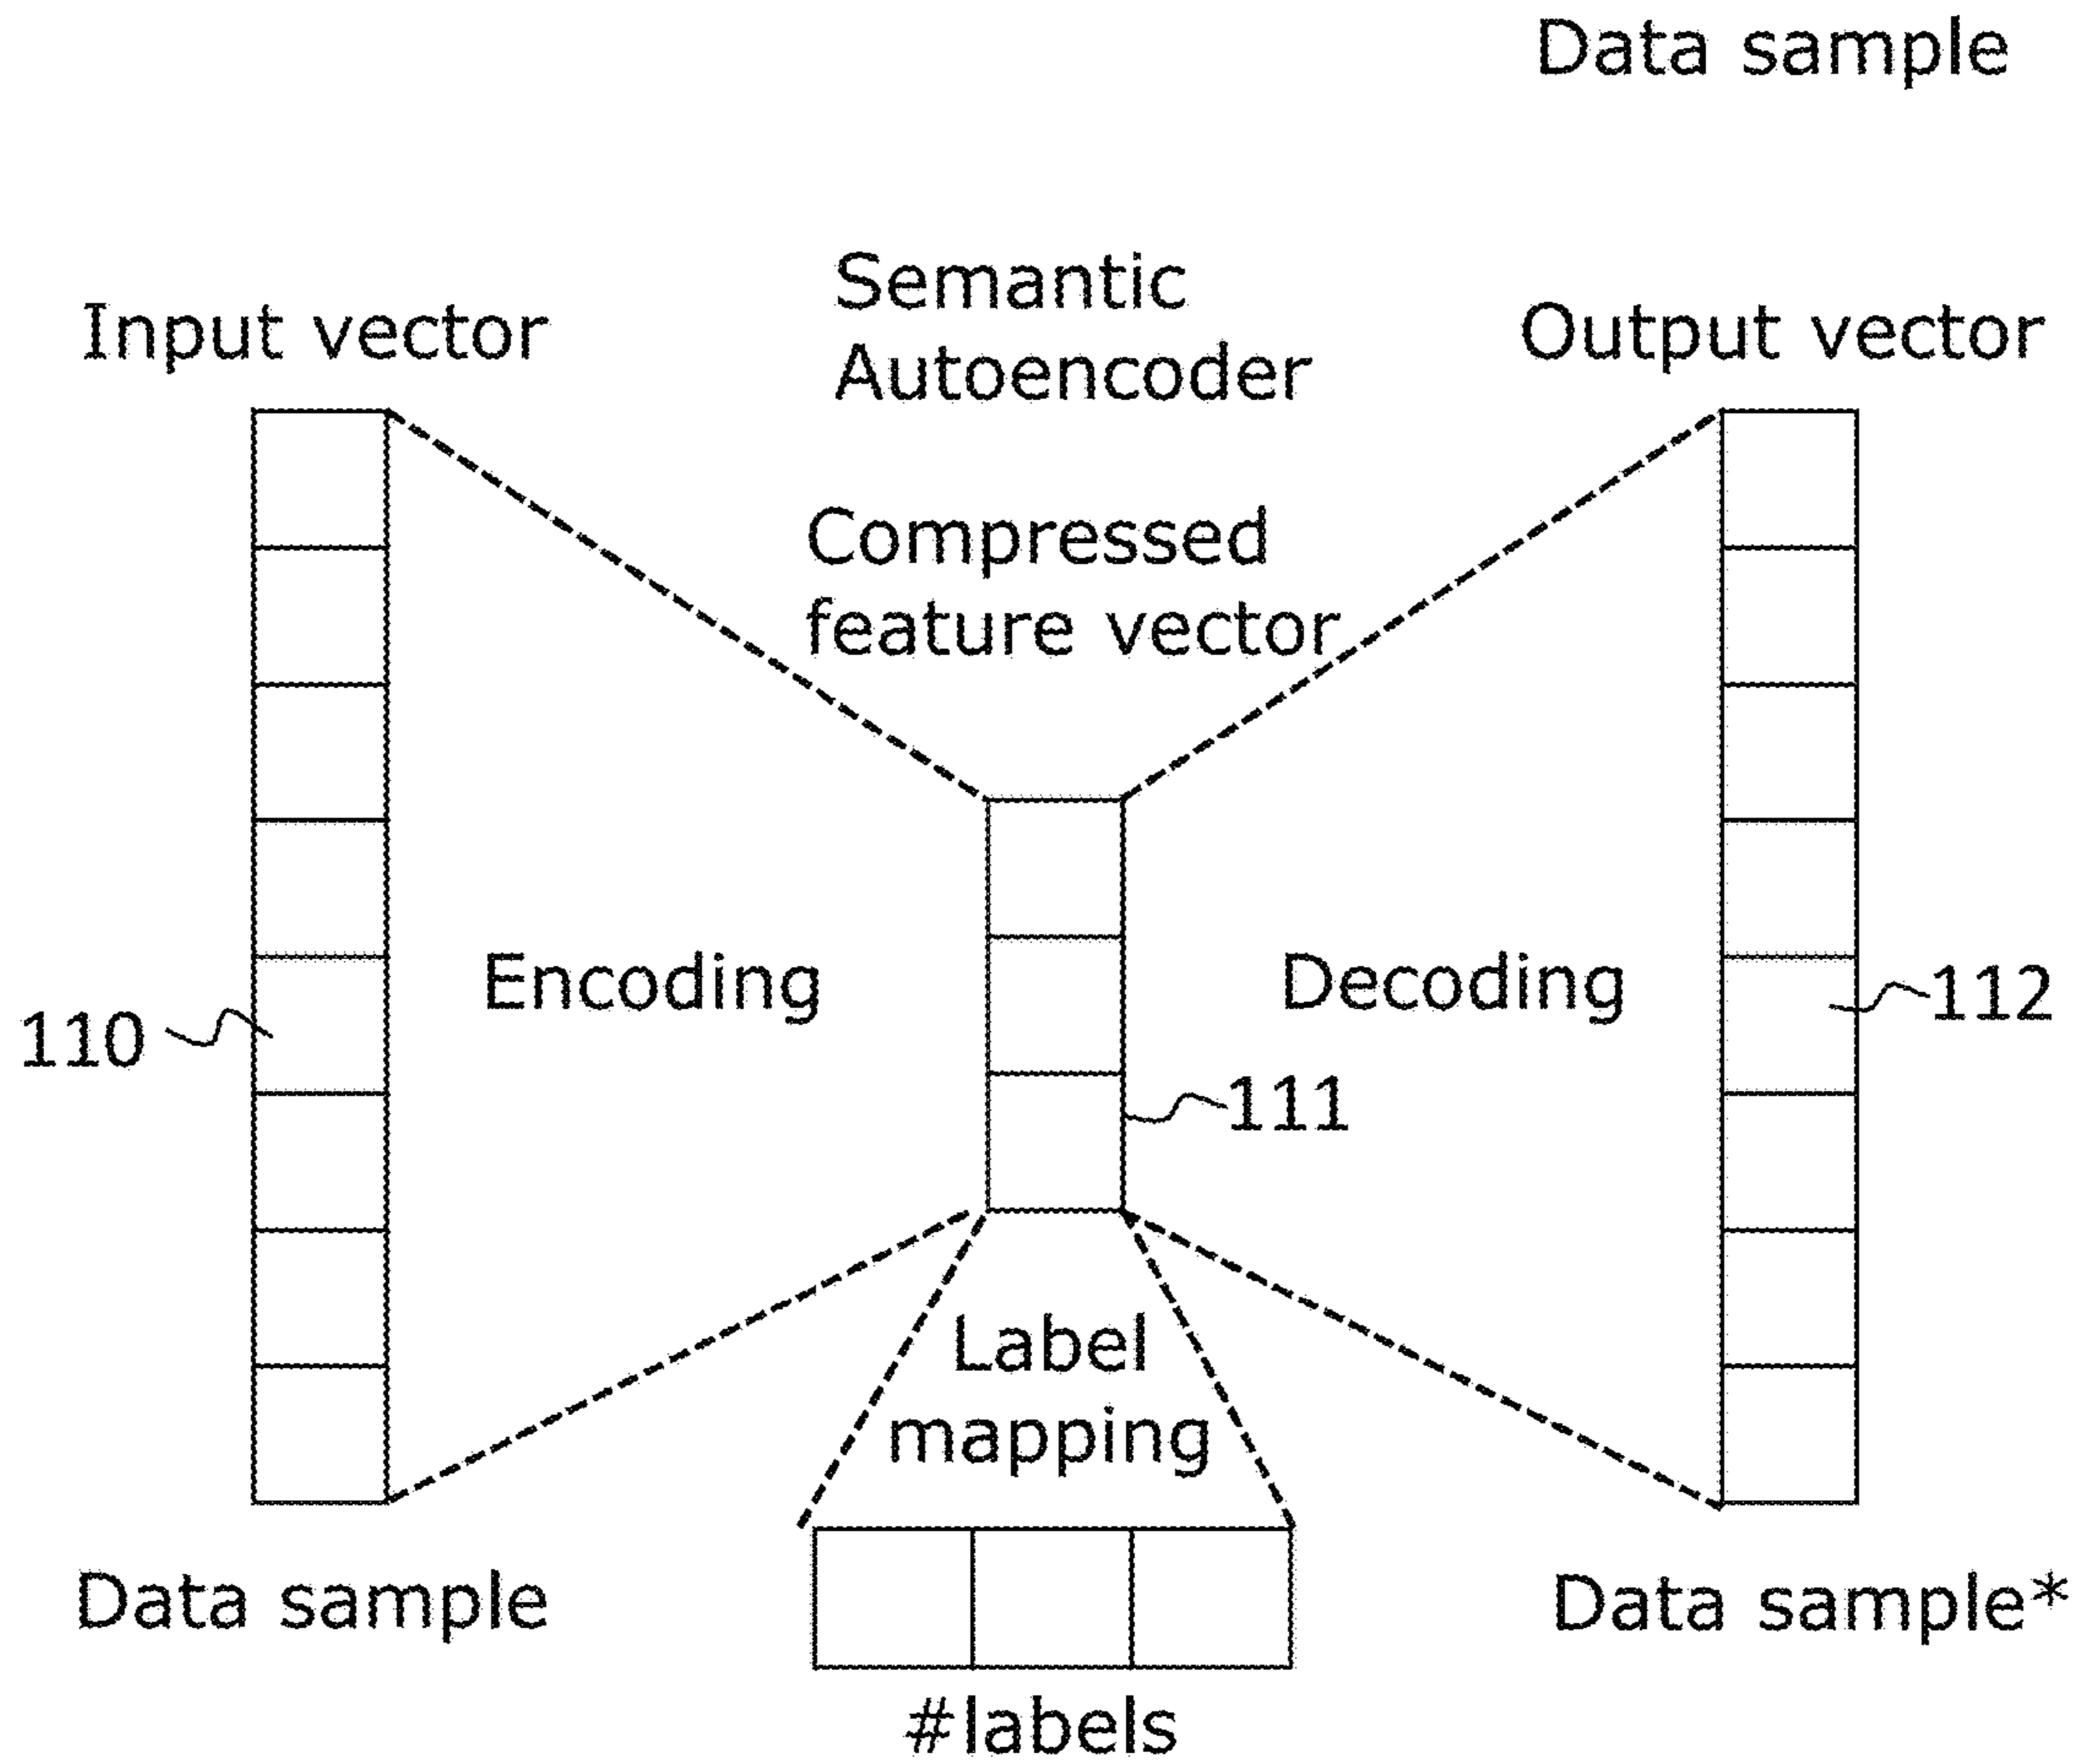 Data sample
Semantic
Autoencoder
Input vector
Output vector
Compressed
feature vector
Encoding
Decoding
110
112
111
Label
mapping
Data sample
Data sample*
#labels